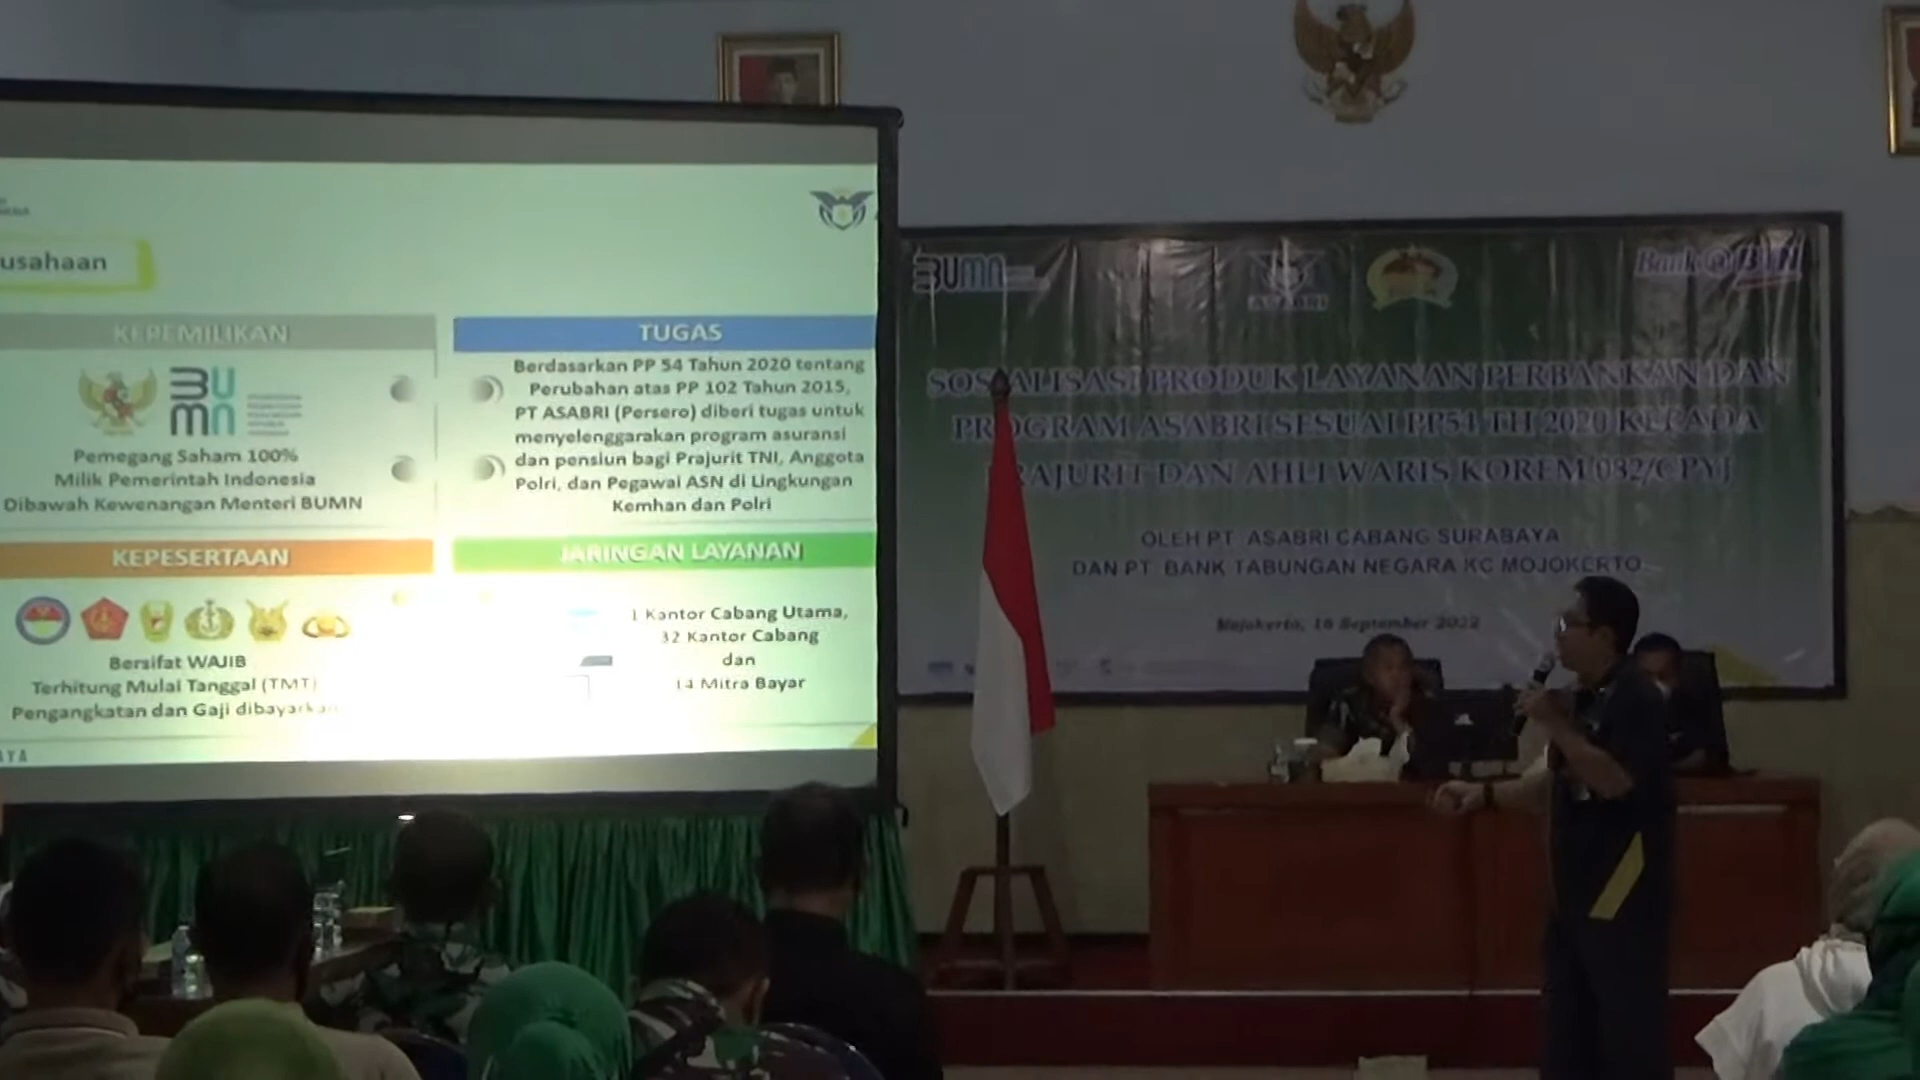 usahaan
KEPEMILIKAN
BUMN
Pemegang Saham 100%
Milik Pemerintah Indonesia
Dibawah Kewenangan Menteri BUMN
TUGAS
Berdasarkan PP 54 Tahun 2020 tentang
Perubahan atas PP 102 Tahun 2015,
PT ASABRI (Persero) diberi tugas untuk
menyelenggarakan program asuransi
dan pensiun bagi Prajurit TNI, Anggota
Polri, dan Pegawai ASN di Lingkungan
Kemhan dan Polri
KEPESERTAAN
Bersifat WAJIB
Terhitung Mulai Tanggal (TMT)
Pengangkatan dan Gaji dibayarkan
JARINGAN LAYANAN
1 Kantor Cabang Utama,
32 Kantor Cabang
dan
14 Mitra Bayar
AYA
BUMN
ASABRI
Bank BTN
SOSIALISASI PRODUK LAYANAN PERBANKAN DAN
PROGRAM ASABRI SESUAI PP54 TH 2020 KEPADA
PRAJURIT DAN AHLI WARIS KOREM 082/CPYJ
OLEH PT. ASABRI CABANG SURABAYA
DAN PT. BANK TABUNGAN NEGARA KC MOJOKERTO
Mojokerto, 16 September 2022